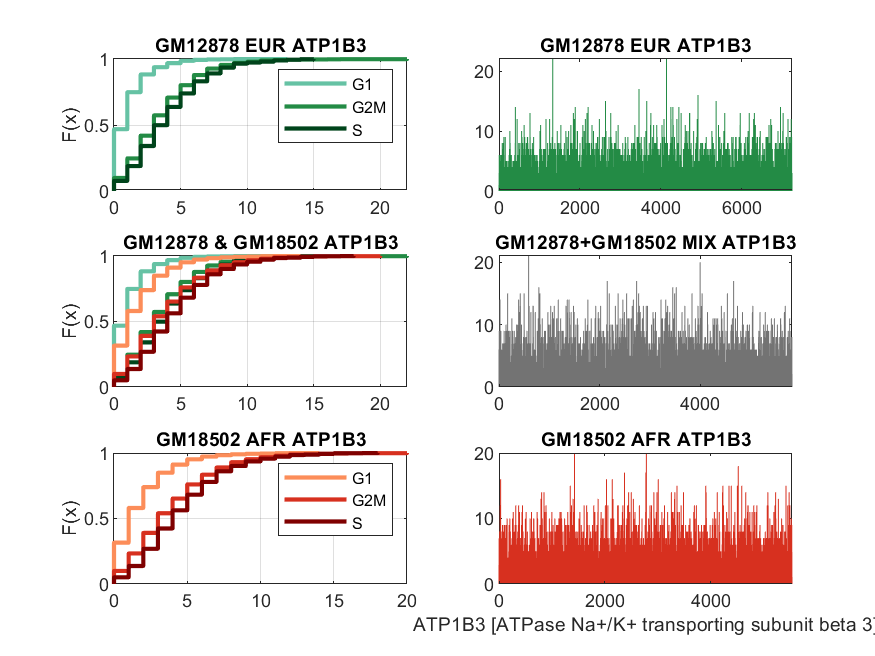 GM12878 EUR ATP1B3
F(x)
1
0.5
0
0 5 10 15 20
G1
G2M
S
GM12878 EUR ATP1B3
20
10
0
0 2000 4000 6000
GM12878 & GM18502 ATP1B3
F(x)
1
0.5
0
0 5 10 15 20
GM12878+GM18502 MIX ATP1B3
20
10
0
0 2000 4000
GM18502 AFR ATP1B3
F(x)
1
0.5
0
0 5 10 15 20
G1
G2M
S
GM18502 AFR ATP1B3
20
10
0
0 2000 4000
ATP1B3 [ATPase Na+/K+ transporting subunit beta 3]